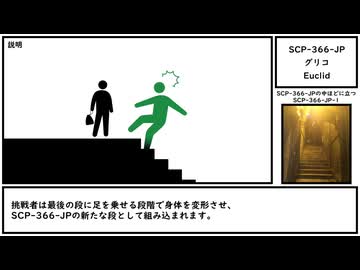 説明
SCP-366-JP
グリコ
Euclid
SCP-366-JPの中ほどに立つ
SCP-366-JP-1
挑戦者は最後の段に足を乗せる段階で身体を変形させ、
SCP-366-JPの新たな段として組み込まれます。